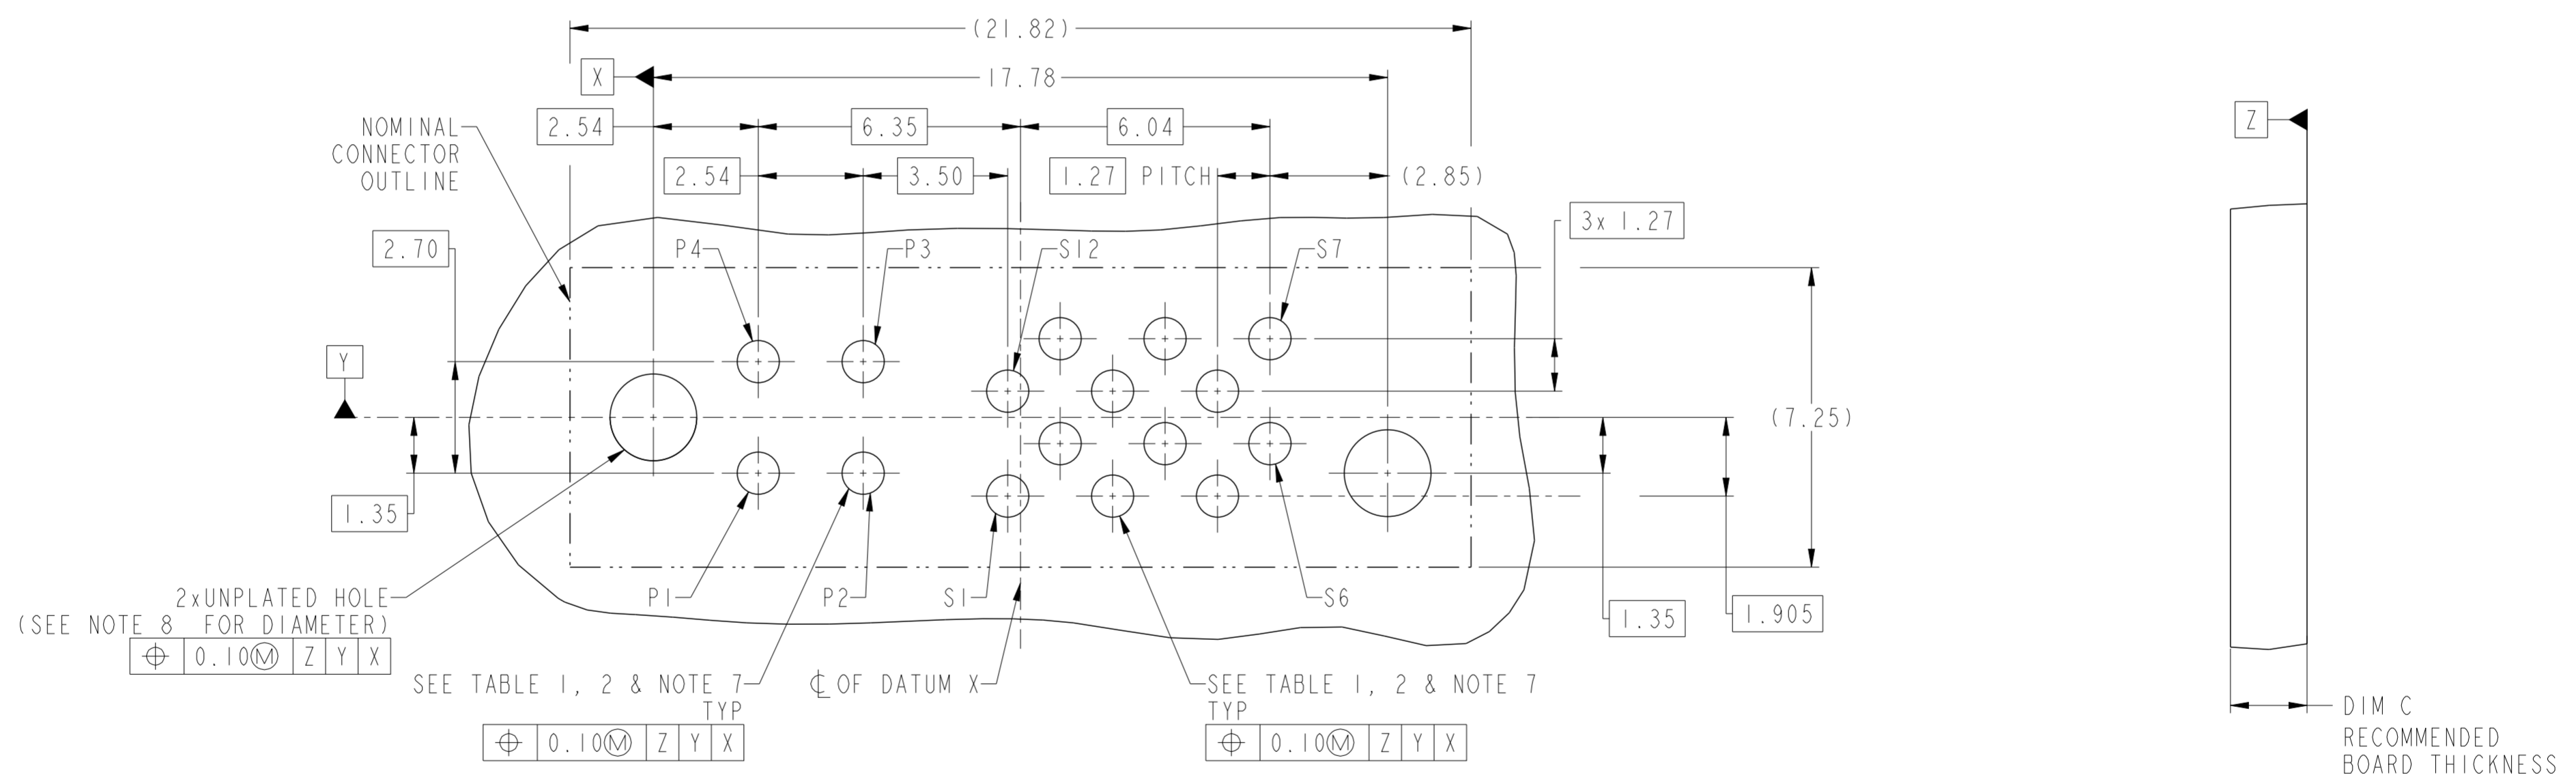 (21.82)
X
17.78
2.54
6.35
6.04
Z
NOMINAL
CONNECTOR
OUTLINE
2.54
3.50
1.27 PITCH
(2.85)
3x 1.27
2.70
P4
P3
S12
S7
Y
(7.25)
1.35
2xUNPLATED HOLE
(SEE NOTE 8 FOR DIAMETER)
⌖ 0.10Ⓜ Z Y X
P1
P2
S1
S6
1.35
1.905
SEE TABLE 1, 2 & NOTE 7
TYP
⌖ 0.10Ⓜ Z Y X
℄ OF DATUM X
SEE TABLE 1, 2 & NOTE 7
TYP
⌖ 0.10Ⓜ Z Y X
DIM C
RECOMMENDED
BOARD THICKNESS